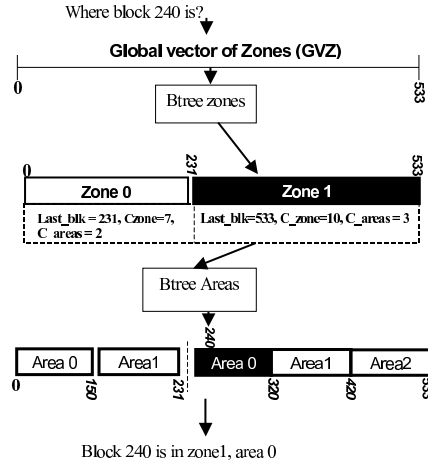 Where block 240 is?
Global vector of Zones (GVZ)
0
533
Btree zones
0
231
533
Zone 0
Zone 1
Last_blk = 231, Czone=7,
C_areas = 2
Last_blk=533, C_zone=10, C_areas = 3
Btree Areas
240
Area 0
Area1
Area 0
Area1
Area2
0
150
231
320
420
533
Block 240 is in zone1, area 0